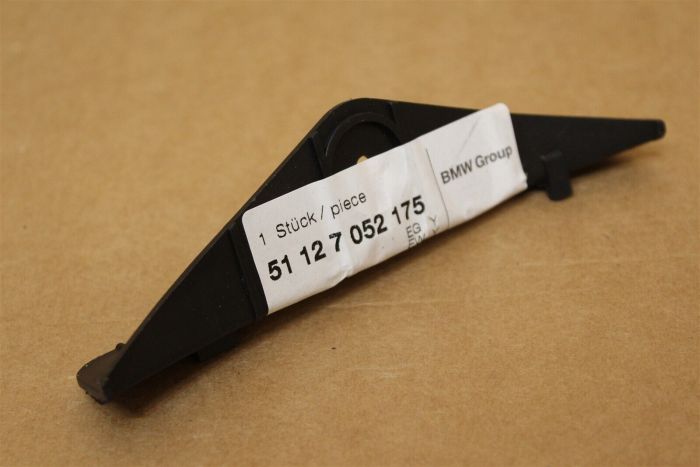 1 Stück / piece
51 12 7 052 175
EG Y
BMW Group